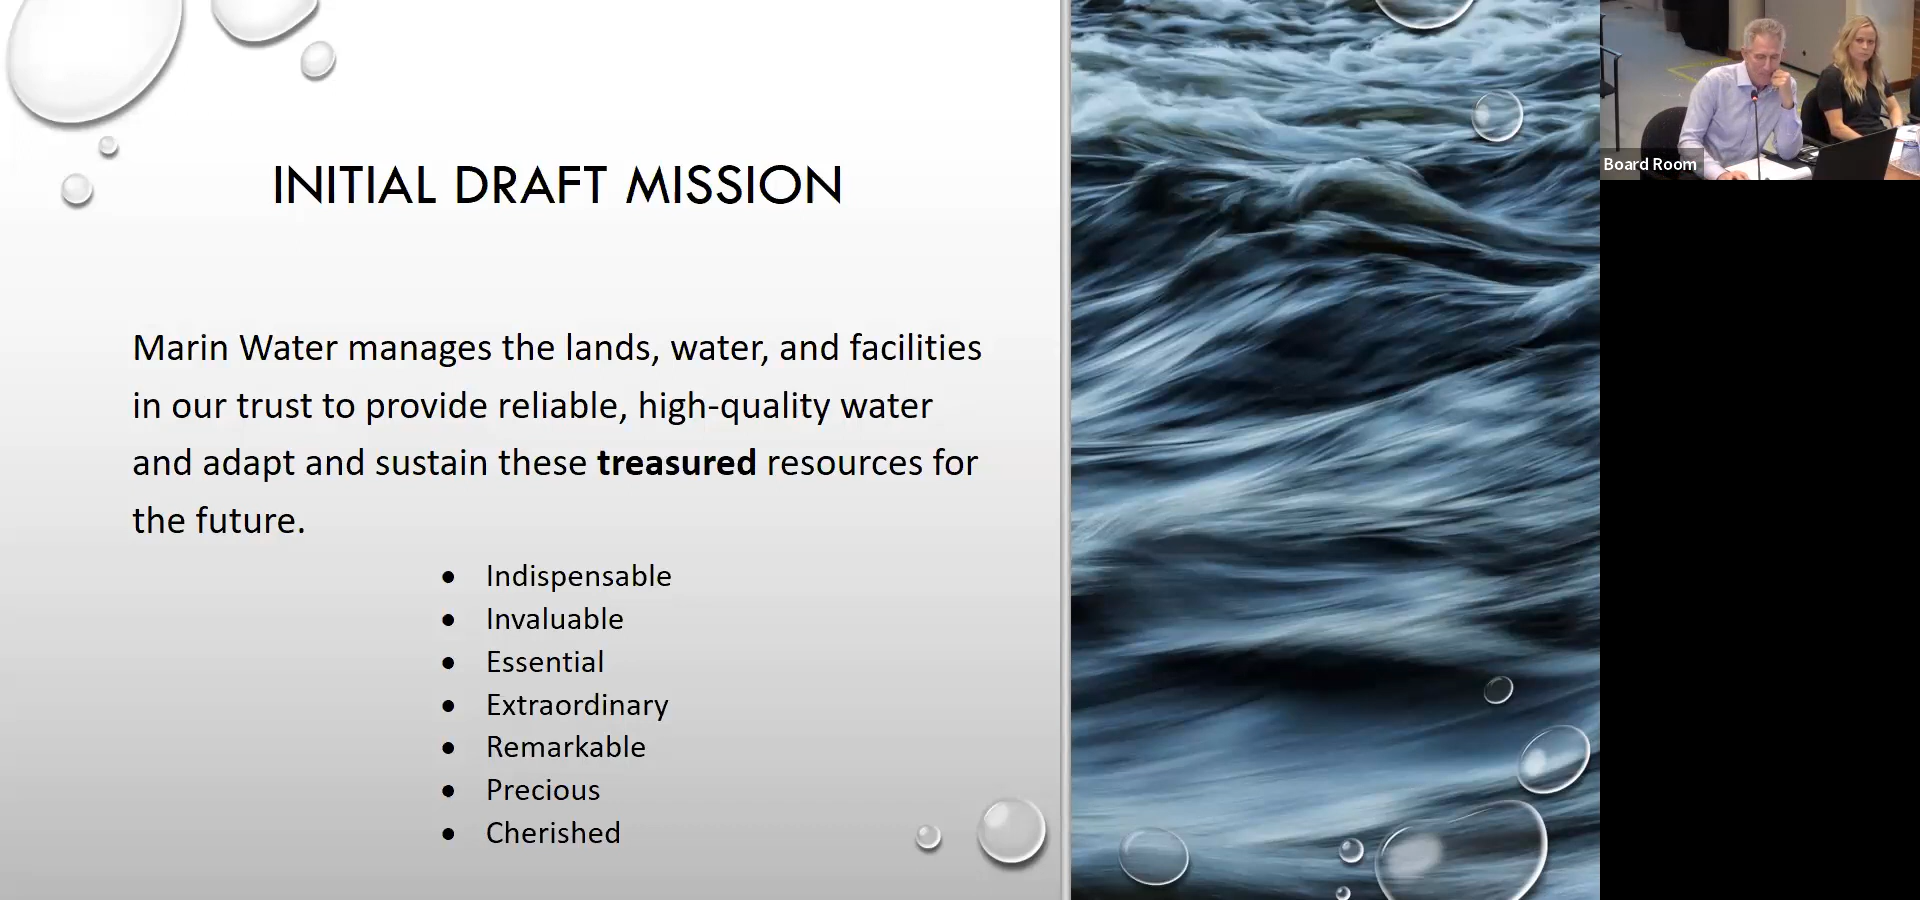 INITIAL DRAFT MISSION
Marin Water manages the lands, water, and facilities
in our trust to provide reliable, high-quality water
and adapt and sustain these treasured resources for
the future.
• Indispensable
• Invaluable
• Essential
• Extraordinary
• Remarkable
• Precious
• Cherished
Board Room